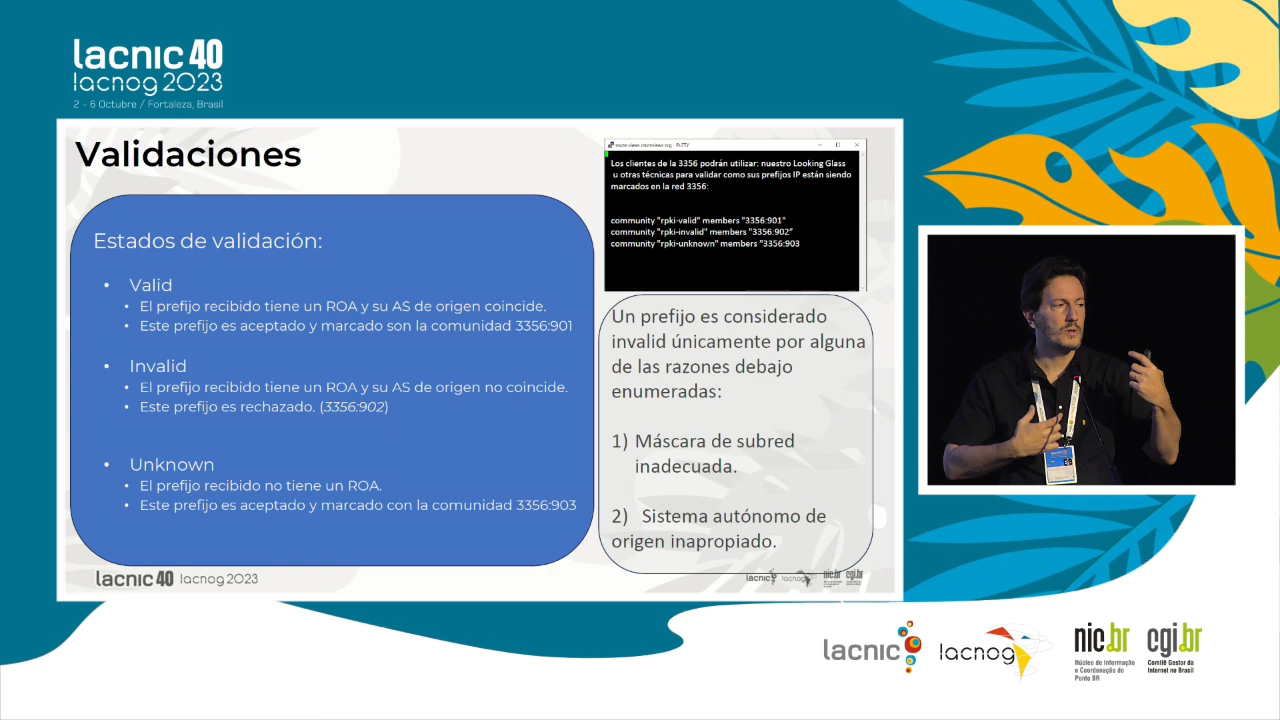 lacnic 40
lacnog 2023
2 - 6 Octubre / Fortaleza, Brasil
Validaciones
Estados de validación:
• Valid
• El prefijo recibido tiene un ROA y su AS de origen coincide.
• Este prefijo es aceptado y marcado son la comunidad 3356:901
• Invalid
• El prefijo recibido tiene un ROA y su AS de origen no coincide.
• Este prefijo es rechazado. (3356:902)
• Unknown
• El prefijo recibido no tiene un ROA.
• Este prefijo es aceptado y marcado con la comunidad 3356:903
route-views.routeviews.org - PuTTY
Los clientes de la 3356 podrán utilizar: nuestro Looking Glass
u otras técnicas para validar como sus prefijos IP están siendo
marcados en la red 3356:
community "rpki-valid" members "3356:901"
community "rpki-invalid" members "3356:902"
community "rpki-unknown" members "3356:903
Un prefijo es considerado
invalid únicamente por alguna
de las razones debajo
enumeradas:
1) Máscara de subred
inadecuada.
2) Sistema autónomo de
origen inapropiado.
lacnic 40 lacnog 2023
lacnic lacnog nic.br cgi.br
lacnic
lacnog
nic.br
Núcleo de Informação
e Coordenação do
Ponto BR
cgi.br
Comitê Gestor da
Internet no Brasil